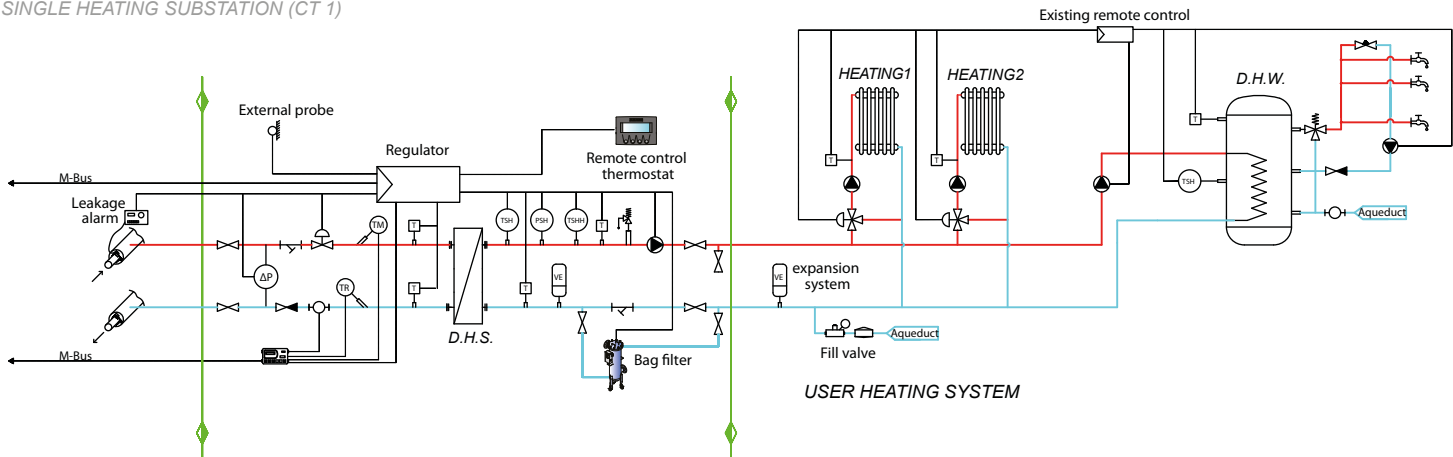 SINGLE HEATING SUBSTATION (CT 1)
Existing remote control
HEATING1
HEATING2
D.H.W.
External probe
Regulator
Remote control
thermostat
M-Bus
Leakage
alarm
T
T
T
TSH
TM
T
TSH
PSH
TSHH
T
Aqueduct
ΔP
TR
T
T
VE
VE
expansion
system
D.H.S.
Aqueduct
Fill valve
M-Bus
Bag filter
USER HEATING SYSTEM